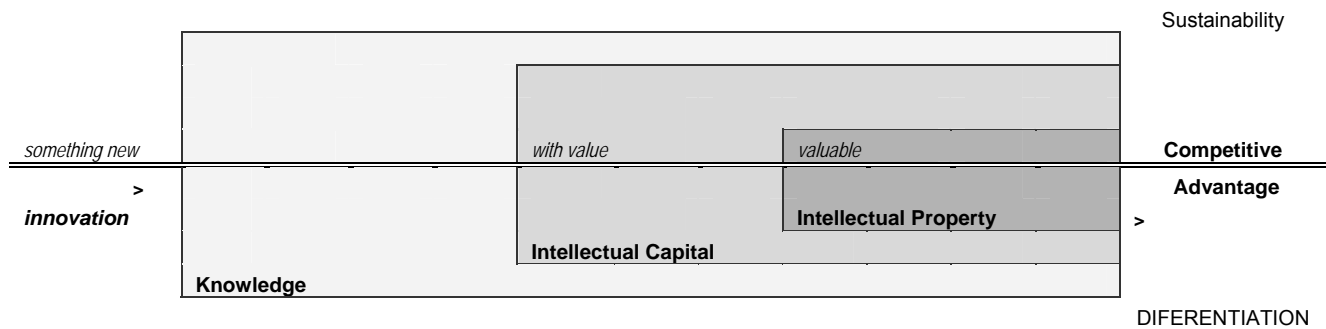 Sustainability
something new
with value
valuable
Competitive
>
Advantage
innovation
Intellectual Property
>
Intellectual Capital
Knowledge
DIFERENTIATION